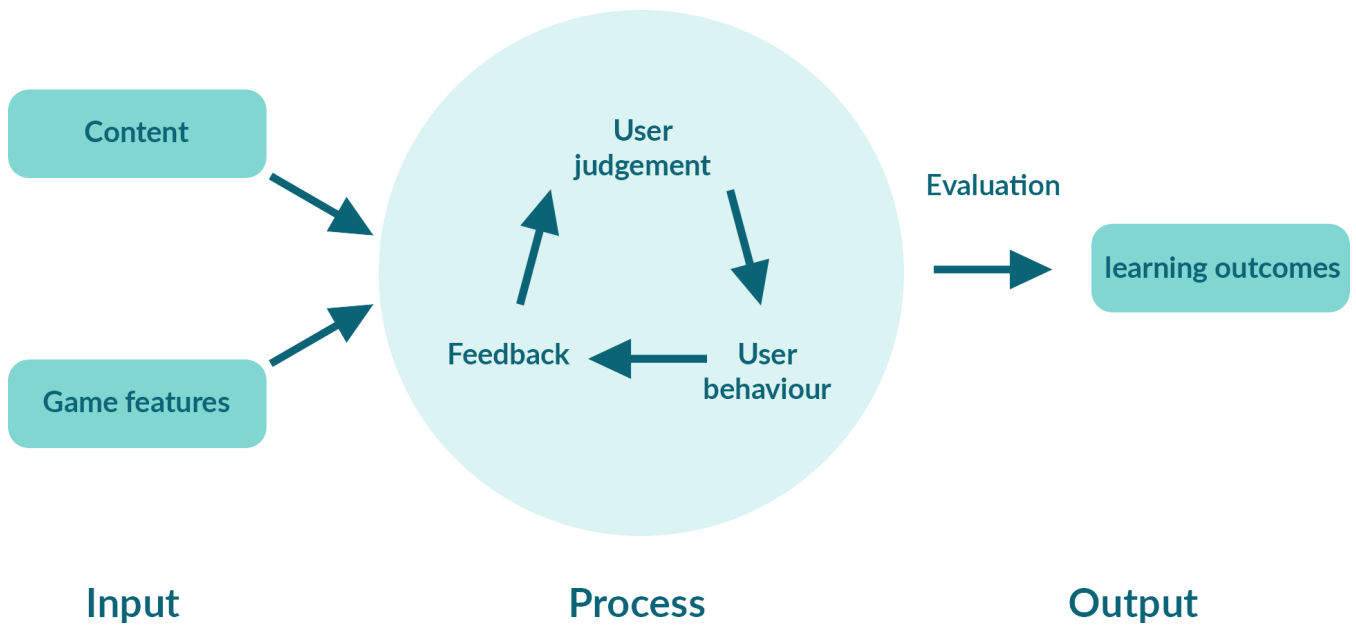 Content
Game features
User
judgement
User
behaviour
Feedback
Evaluation
learning outcomes
Input
Process
Output